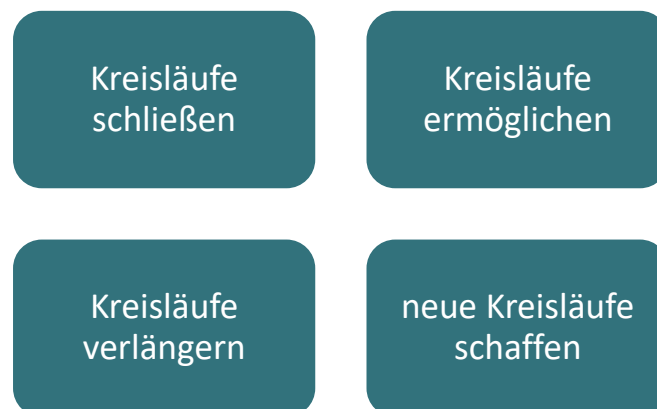 Kreisläufe
schließen
Kreisläufe
ermöglichen
Kreisläufe
verlängern
neue Kreisläufe
schaffen